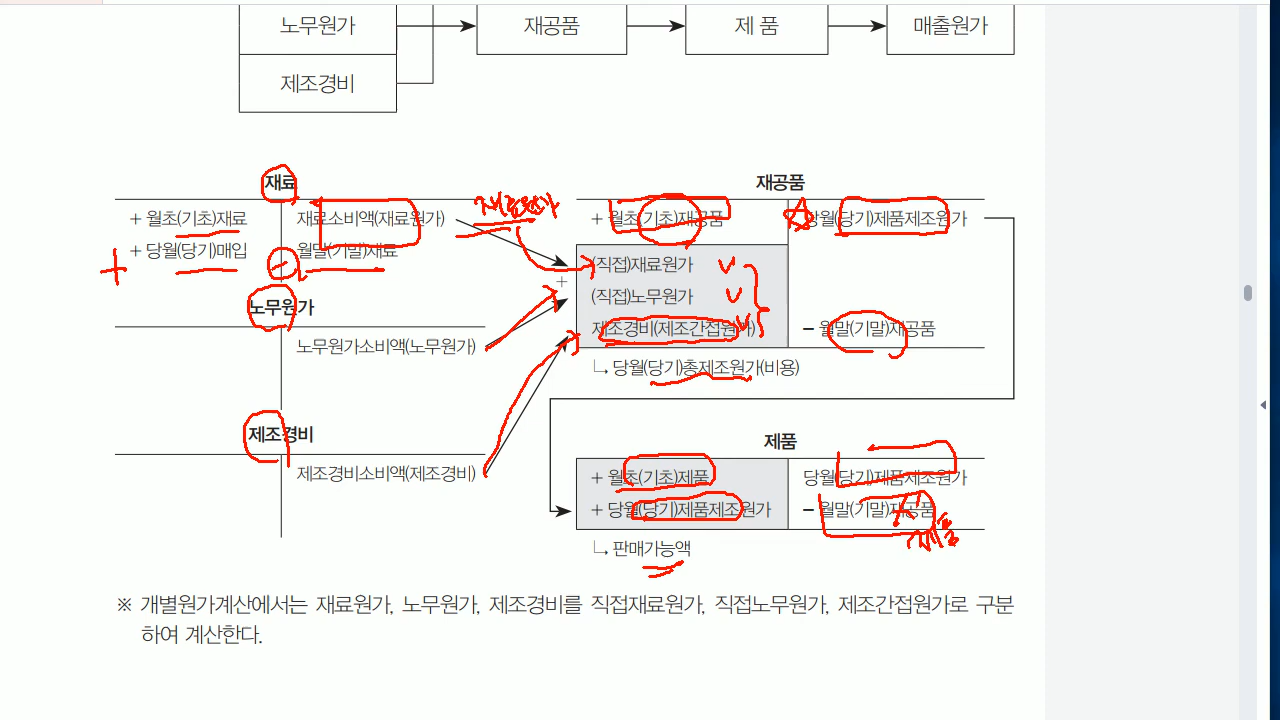 노무원가 재공품 제 품 매출원가
제조경비
재료
+ 월초(기초)재료 재료소비액(재료원가)
+ 당월(당기)매입 월말(기말)재료
재료원가
노무원가
노무원가소비액(노무원가)
제조경비
제조경비소비액(제조경비)
재공품
+ 월초(기초)재공품 당월(당기)제품제조원가
(직접)재료원가
+
(직접)노무원가
제조경비(제조간접원가) − 월말(기말)재공품
↳ 당월(당기)총제조원가(비용)
제품
+ 월초(기초)제품 당월(당기)제품제조원가
+ 당월(당기)제품제조원가 − 월말(기말)재공품
제품
↳ 판매가능액
※ 개별원가계산에서는 재료원가, 노무원가, 제조경비를 직접재료원가, 직접노무원가, 제조간접원가로 구분
하여 계산한다.